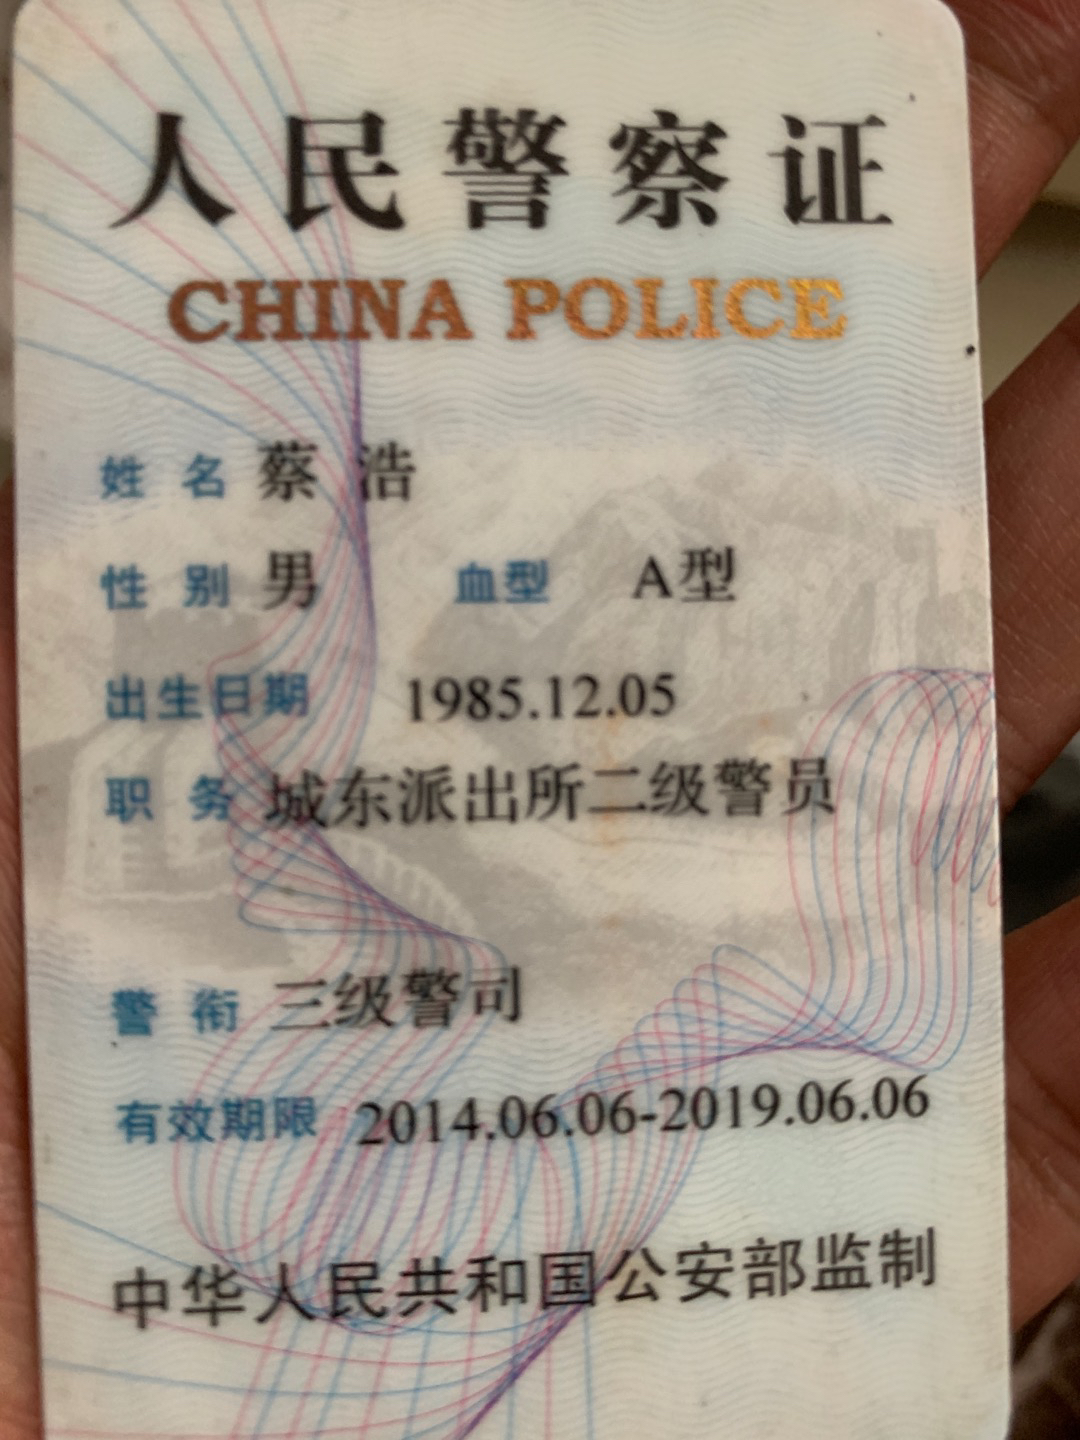 人民警察证
CHINA POLICE
姓名 蔡浩
性别 男 血型 A型
出生日期 1985.12.05
职务 城东派出所二级警员
警衔 三级警司
有效期限 2014.06.06-2019.06.06
中华人民共和国公安部监制